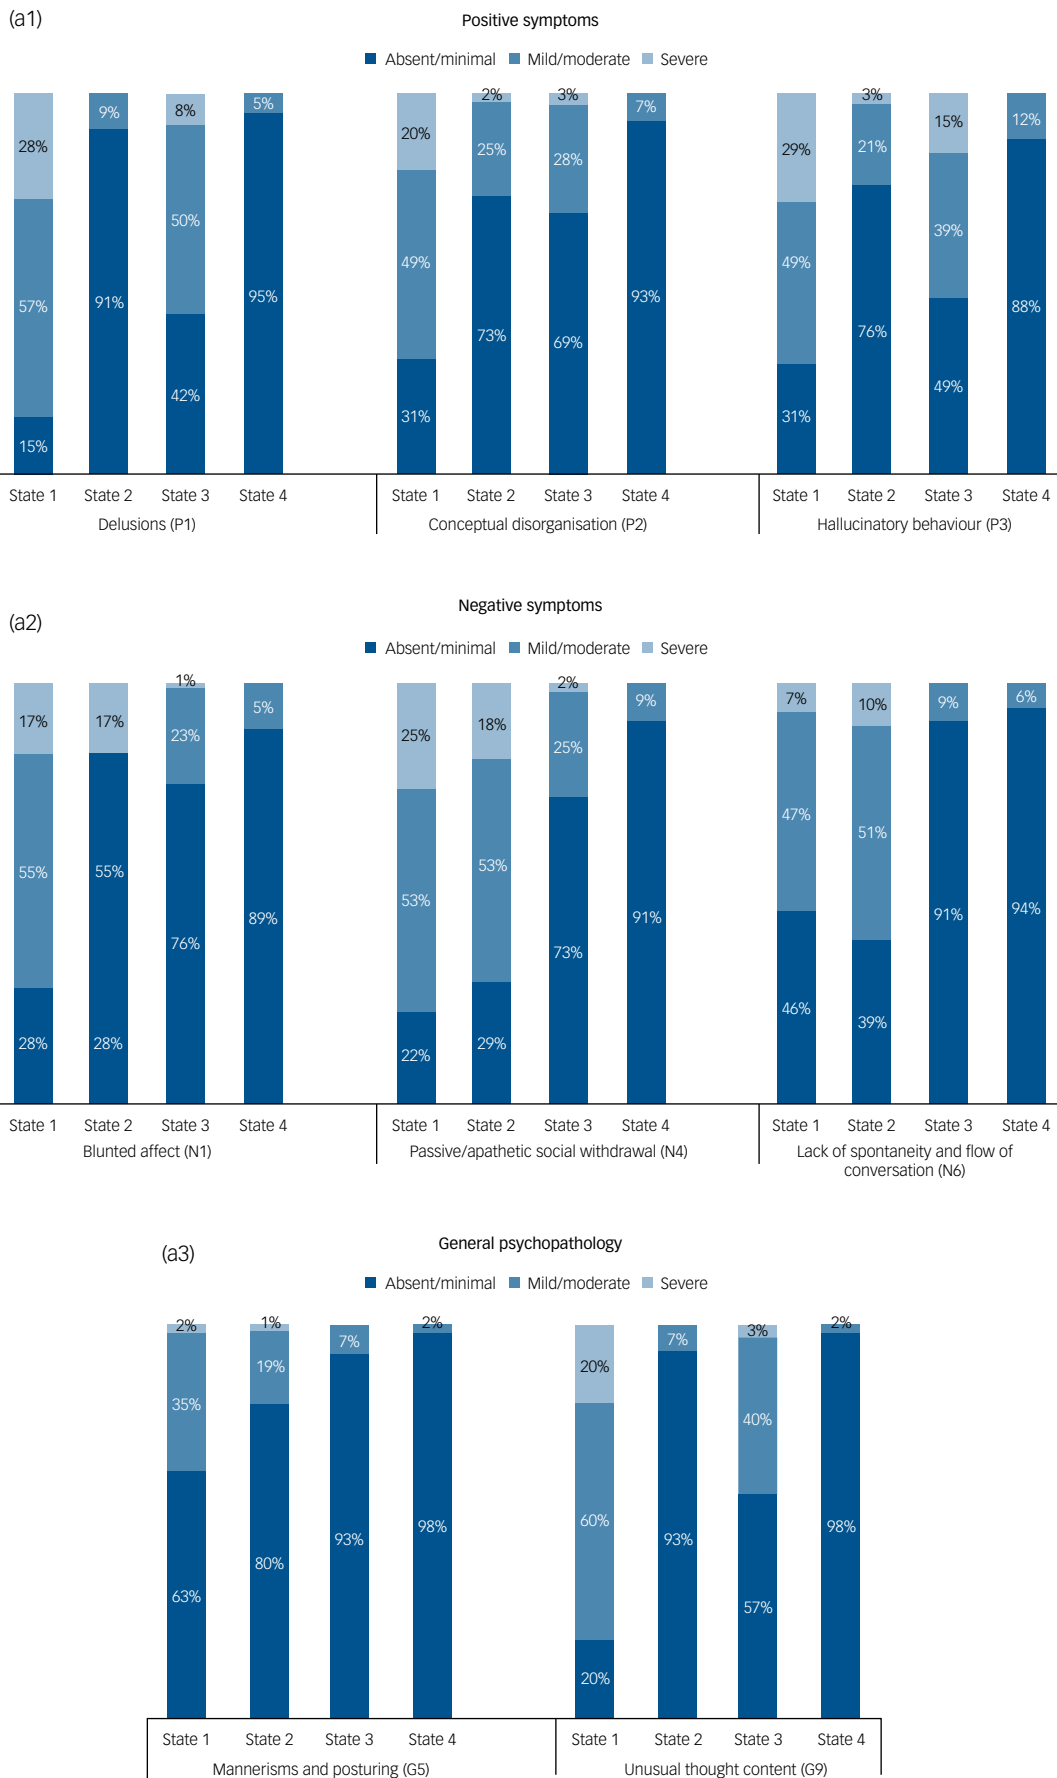 (a1)
Positive symptoms
Absent/minimal Mild/moderate Severe
28% 9% 8% 5% 20% 2% 3% 7% 29% 3% 15% 12%
57% 91% 50% 95% 49% 25% 28% 93% 49% 21% 39% 88%
15% 42% 31% 73% 69% 31% 76% 49%
State 1 State 2 State 3 State 4 State 1 State 2 State 3 State 4 State 1 State 2 State 3 State 4
Delusions (P1) Conceptual disorganisation (P2) Hallucinatory behaviour (P3)
(a2)
Negative symptoms
Absent/minimal Mild/moderate Severe
17% 17% 1% 5% 25% 18% 2% 9% 7% 10% 9% 6%
55% 55% 23% 89% 53% 53% 25% 91% 47% 51% 91% 94%
28% 28% 76% 22% 29% 73% 46% 39%
State 1 State 2 State 3 State 4 State 1 State 2 State 3 State 4 State 1 State 2 State 3 State 4
Blunted affect (N1) Passive/apathetic social withdrawal (N4) Lack of spontaneity and flow of
conversation (N6)
(a3)
General psychopathology
Absent/minimal Mild/moderate Severe
2% 1% 7% 2% 20% 7% 3% 2%
35% 19% 93% 98% 60% 93% 40% 98%
63% 80% 20% 57%
State 1 State 2 State 3 State 4 State 1 State 2 State 3 State 4
Mannerisms and posturing (G5) Unusual thought content (G9)